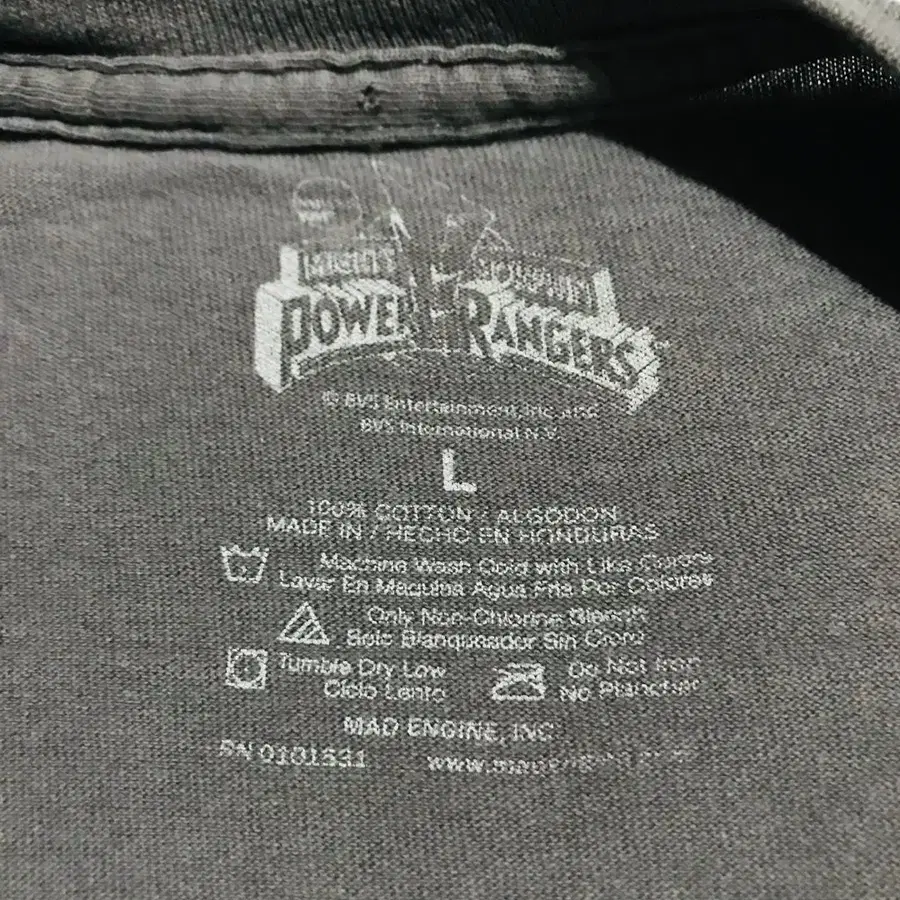 MIGHTY MORPHIN
POWER RANGERS
© BVS Entertainment, Inc. and
BVS International N.V.
L
100% COTTON / ALGODON
MADE IN / HECHO EN HONDURAS
Machine Wash Cold with Like Colors
Lavar En Maquina Agua Fria Por Colores
Only Non-Chlorine Bleach
Solo Blanqueador Sin Cloro
Tumble Dry Low
Ciclo Lento
Do Not Iron
No Planchar
MAD ENGINE, INC
RN 0101531